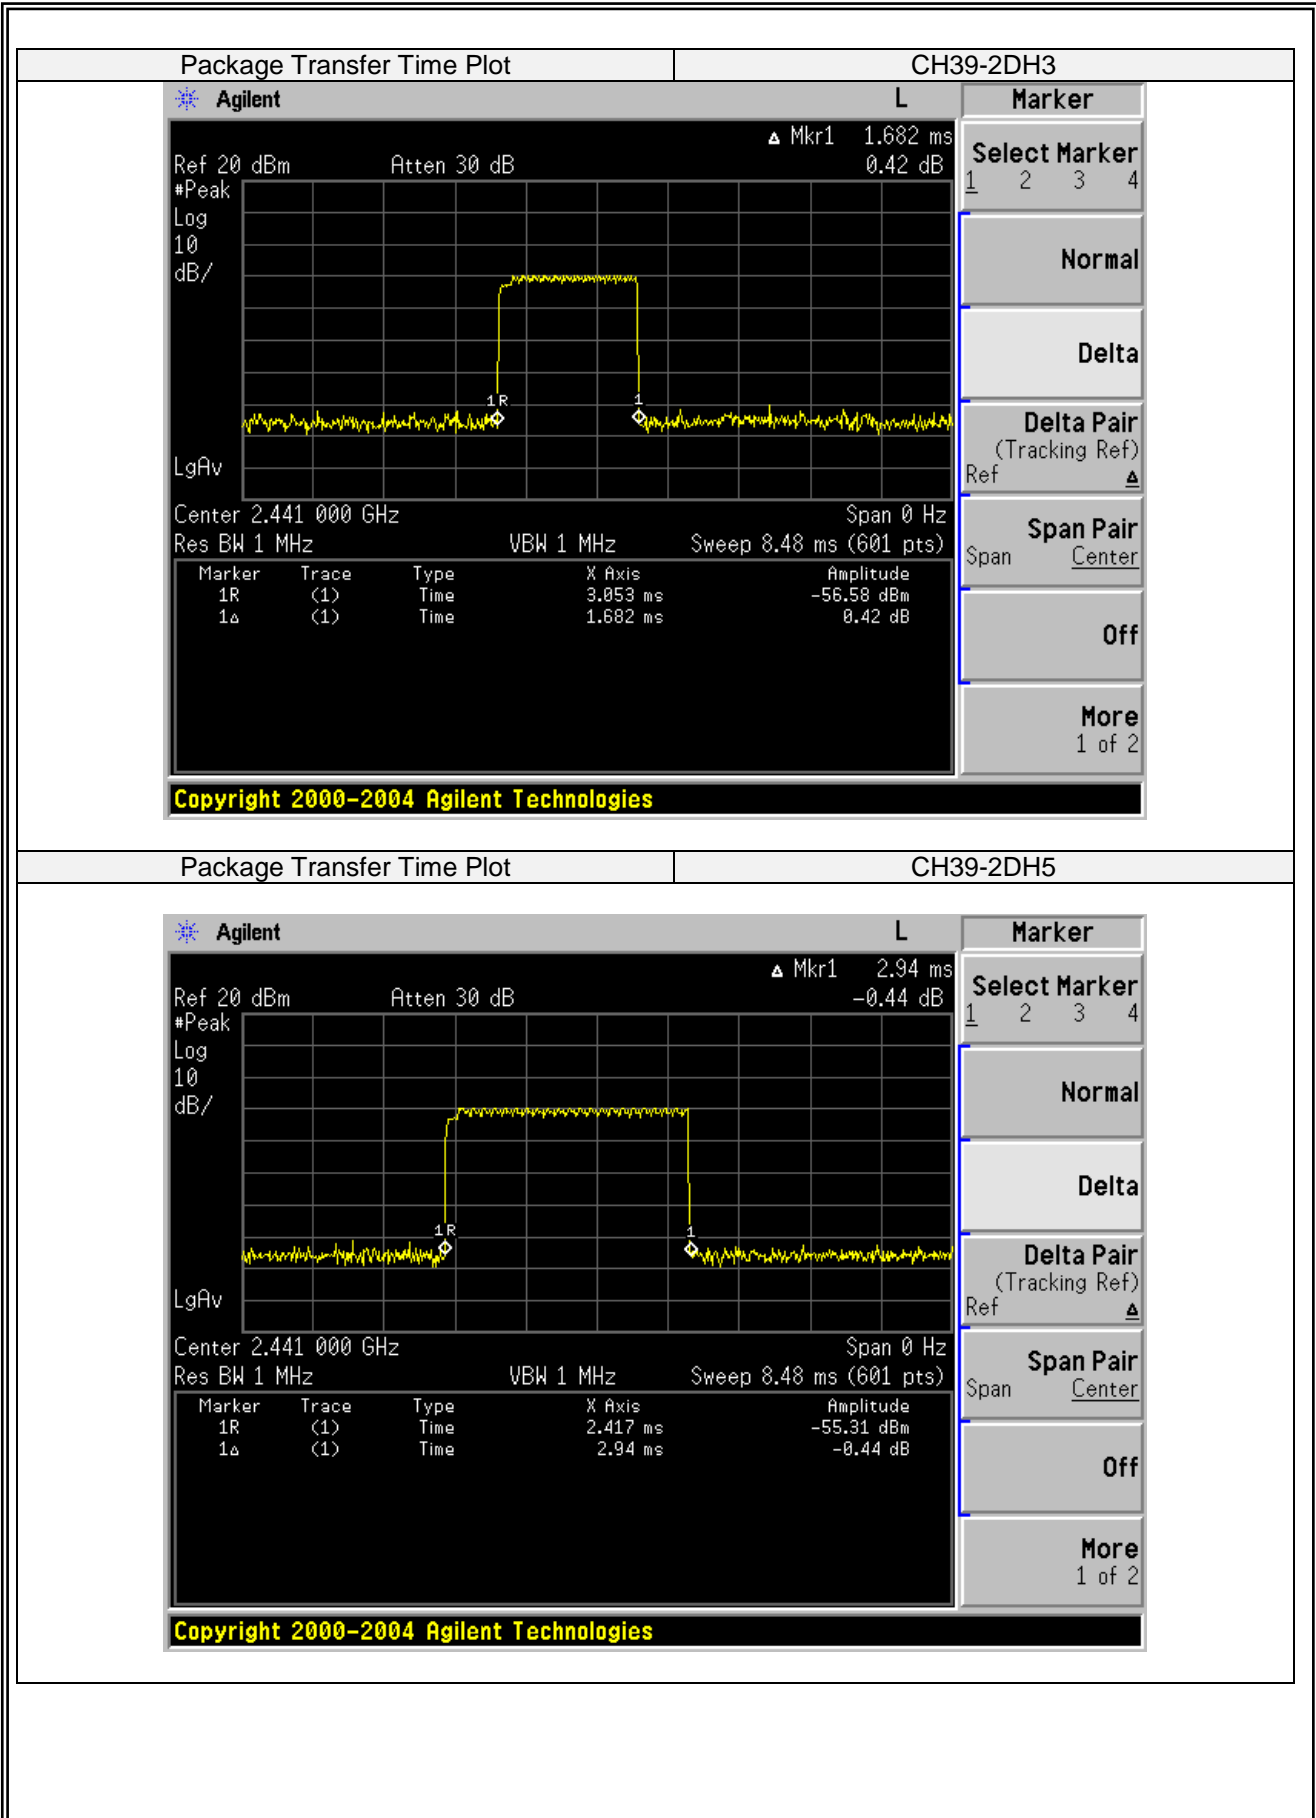 Package Transfer Time Plot CH39-2DH3
Agilent L Marker
Δ Mkr1 1.682 ms
Ref 20 dBm Atten 30 dB 0.42 dB
#Peak
Log
10
dB/
1R 1
LgAv
Center 2.441 000 GHz Span 0 Hz
Res BW 1 MHz VBW 1 MHz Sweep 8.48 ms (601 pts)
Marker Trace Type X Axis Amplitude
1R (1) Time 3.053 ms -56.58 dBm
1Δ (1) Time 1.682 ms 0.42 dB
Select Marker
1 2 3 4
Normal
Delta
Delta Pair
(Tracking Ref)
Ref Δ
Span Pair
Span Center
Off
More
1 of 2
Copyright 2000-2004 Agilent Technologies
Package Transfer Time Plot CH39-2DH5
Agilent L Marker
Δ Mkr1 2.94 ms
Ref 20 dBm Atten 30 dB -0.44 dB
#Peak
Log
10
dB/
1R 1
LgAv
Center 2.441 000 GHz Span 0 Hz
Res BW 1 MHz VBW 1 MHz Sweep 8.48 ms (601 pts)
Marker Trace Type X Axis Amplitude
1R (1) Time 2.417 ms -55.31 dBm
1Δ (1) Time 2.94 ms -0.44 dB
Select Marker
1 2 3 4
Normal
Delta
Delta Pair
(Tracking Ref)
Ref Δ
Span Pair
Span Center
Off
More
1 of 2
Copyright 2000-2004 Agilent Technologies